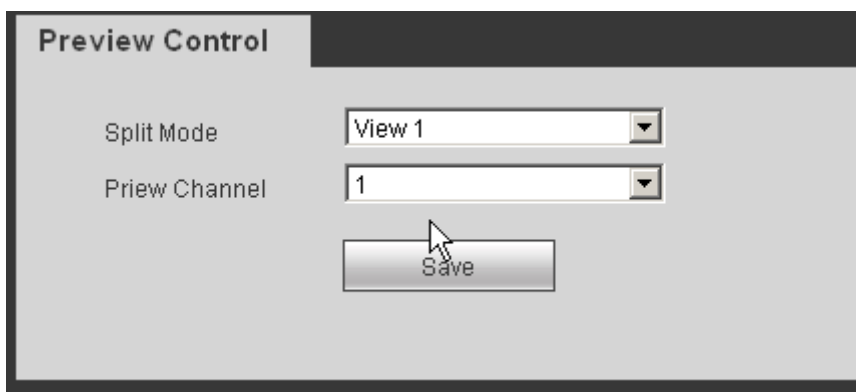 Preview Control
Split Mode View 1
Priew Channel 1
Save